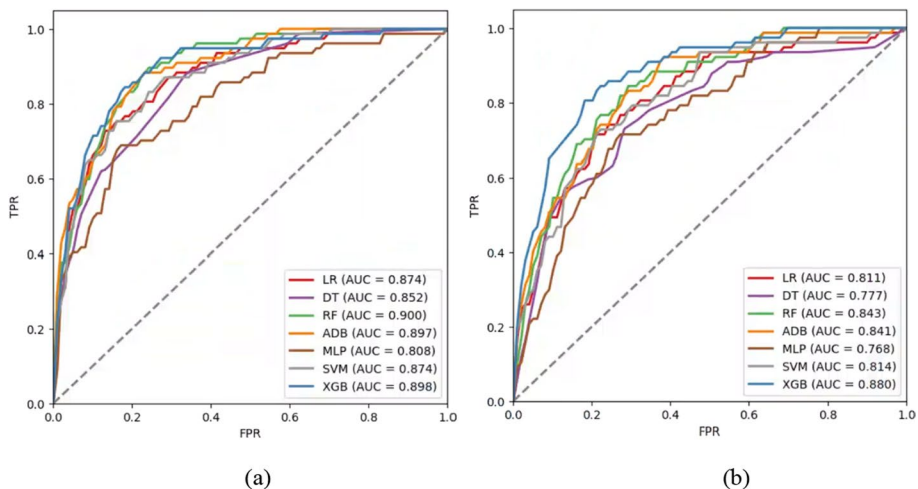 1.0
0.8
0.6
0.4
0.2
0.0
TPR
0.0 0.2 0.4 0.6 0.8 1.0
FPR
LR (AUC = 0.874)
DT (AUC = 0.852)
RF (AUC = 0.900)
ADB (AUC = 0.897)
MLP (AUC = 0.808)
SVM (AUC = 0.874)
XGB (AUC = 0.898)
(a)
1.0
0.8
0.6
0.4
0.2
0.0
TPR
0.0 0.2 0.4 0.6 0.8 1.0
FPR
LR (AUC = 0.811)
DT (AUC = 0.777)
RF (AUC = 0.843)
ADB (AUC = 0.841)
MLP (AUC = 0.768)
SVM (AUC = 0.814)
XGB (AUC = 0.880)
(b)